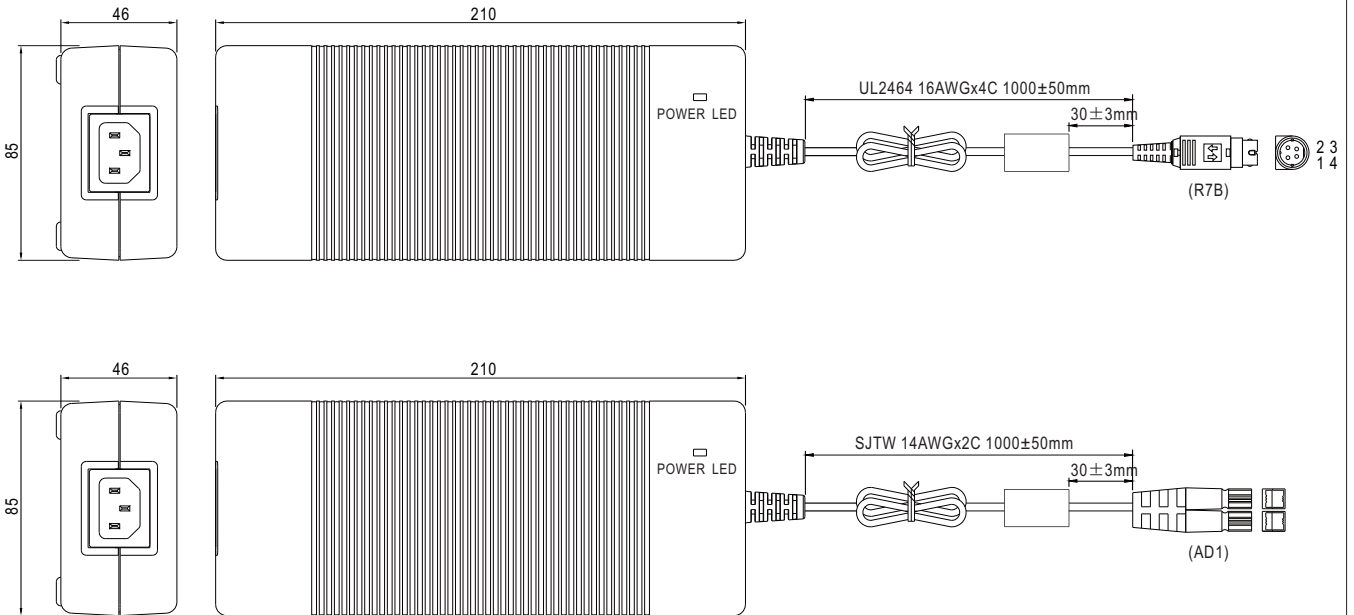 46
210
85
POWER LED
UL2464 16AWGx4C 1000±50mm
30±3mm
2 3
1 4
(R7B)
46
210
85
POWER LED
SJTW 14AWGx2C 1000±50mm
30±3mm
(AD1)